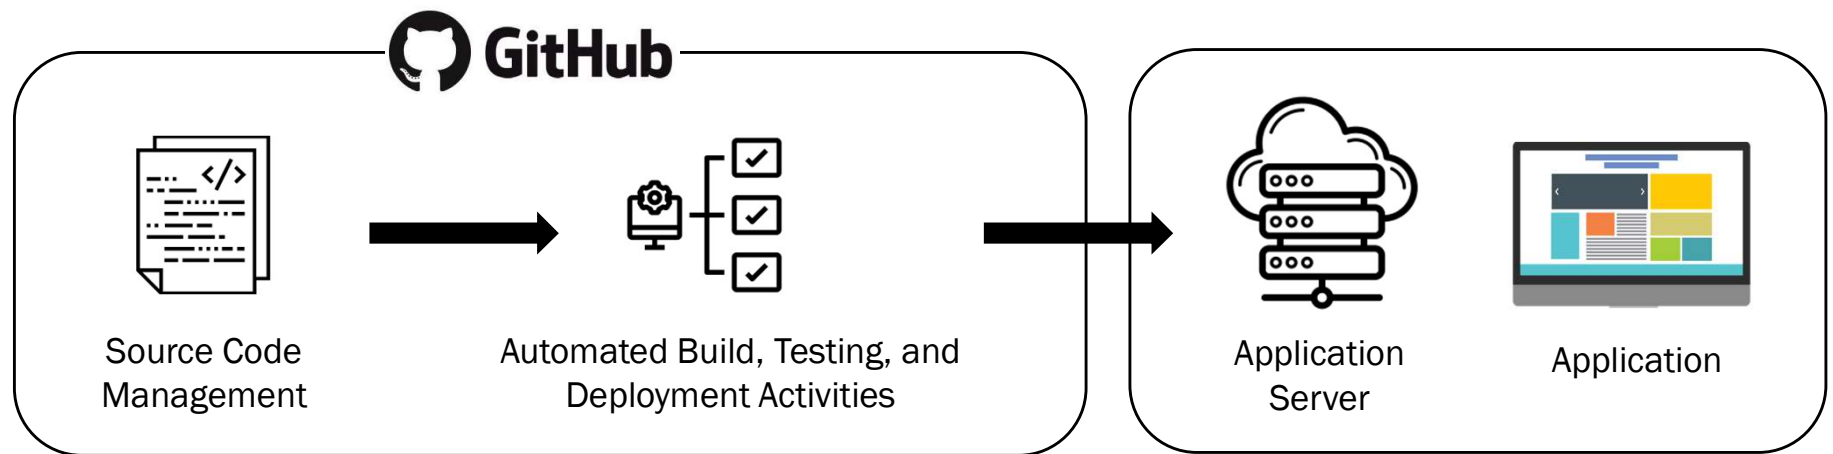 GitHub
</>
Source Code
Management
Automated Build, Testing, and
Deployment Activities
Application
Server
Application